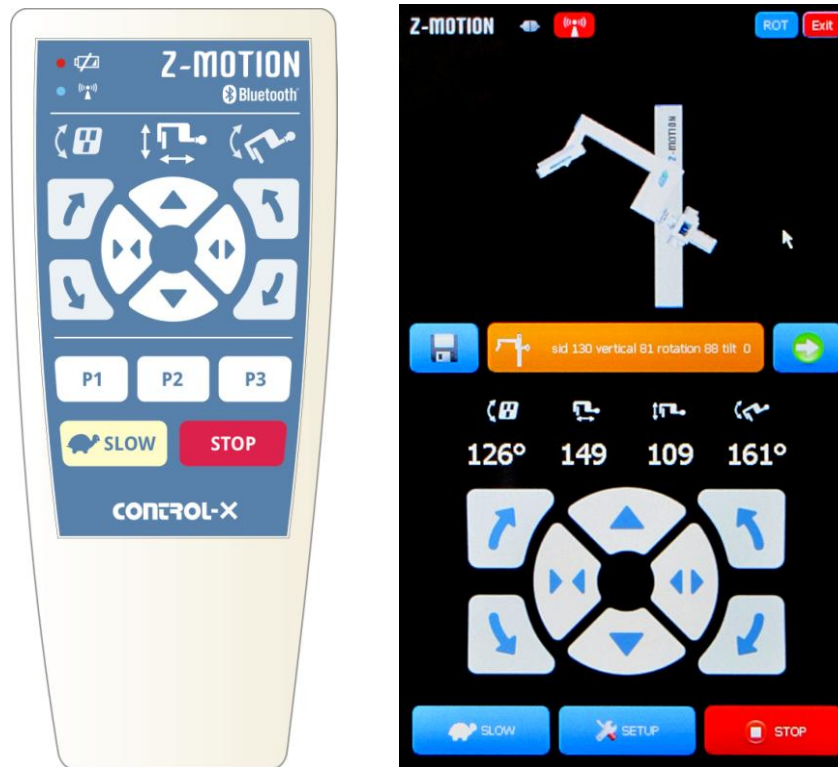 Z-MOTION
Bluetooth
P1 P2 P3
SLOW STOP
CONTROL-X
Z-MOTION ROT Exit
Z-MOTION
sid 130 vertical 81 rotation 88 tilt 0
126° 149 109 161°
SLOW SETUP STOP